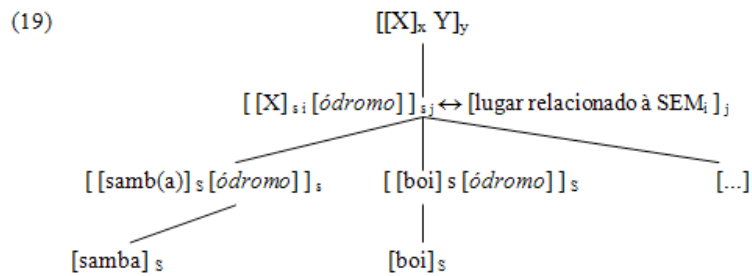 (19) [[X]ₓ Y]y
[ [X] s i [ódromo] ] s j ↔ [lugar relacionado à SEMi ] j
[ [samb(a)] S [ódromo] ] s [ [boi] s [ódromo] ] S [...]
[samba] S [boi]S